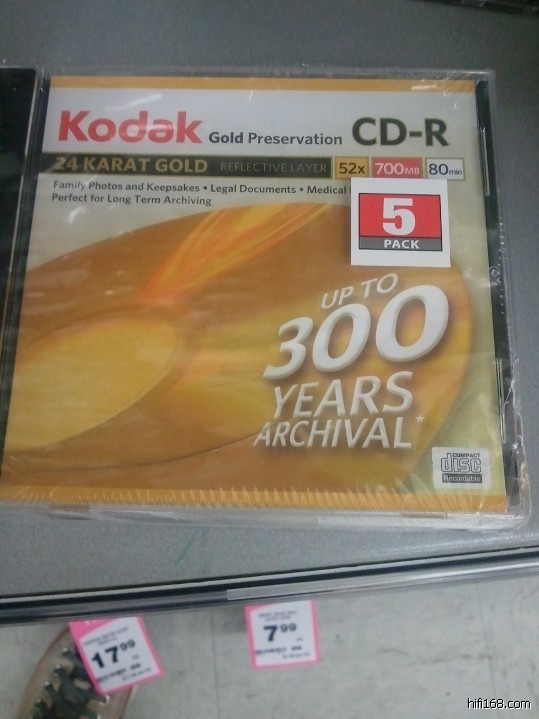 Kodak Gold Preservation CD-R
24 KARAT GOLD REFLECTIVE LAYER 52x 700MB 80min
Family Photos and Keepsakes • Legal Documents • Medical
Perfect for Long Term Archiving
5
PACK
UP TO
300
YEARS
ARCHIVAL*
COMPACT
disc
Recordable
17 99
7 99
hifi168.com